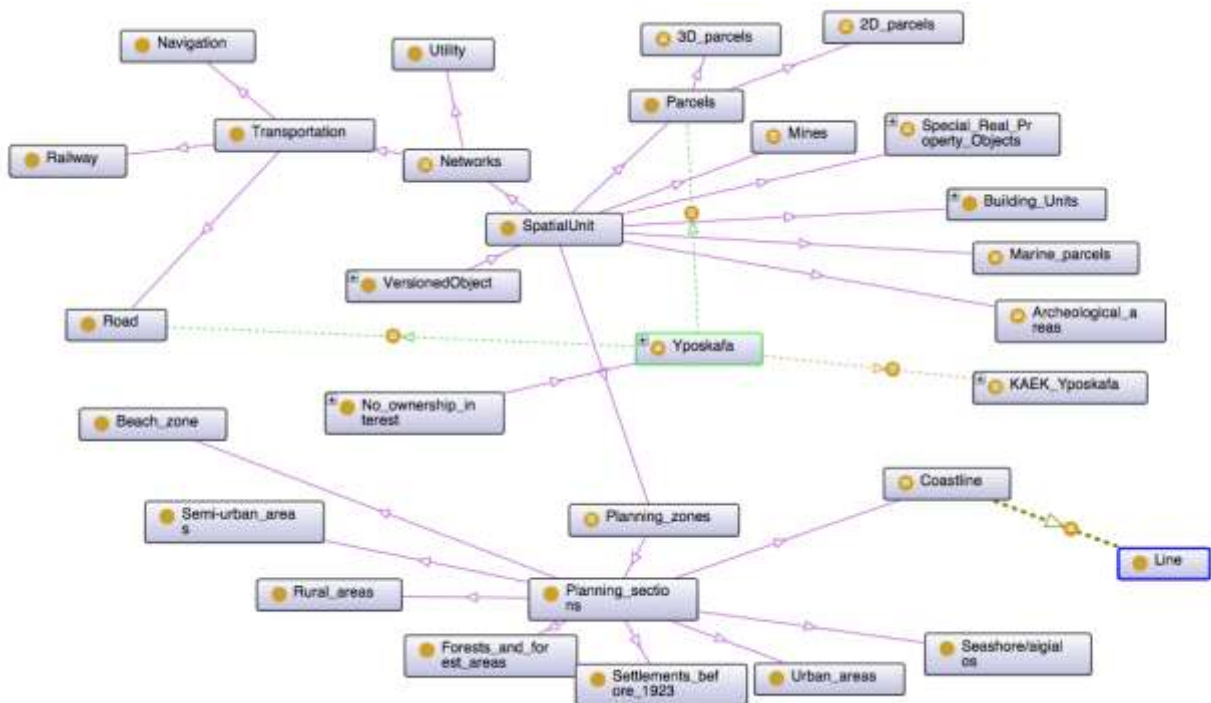 2D_parcels
3D_parcels
Navigation
Utility
Parcels
Special_Real_Pr
operty_Objects
Mines
Transportation
Railway
Networks
Building_Units
SpatialUnit
Marine_parcels
VersionedObject
Archeological_a
reas
Road
Yposkafa
KAEK_Yposkafa
No_ownership_in
terest
Beach_zone
Coastline
Semi-urban_area
s
Planning_zones
Line
Rural_areas
Planning_sectio
ns
Forests_and_for
est_areas
Settlements_bef
ore_1923
Urban_areas
Seashore/aigial
os